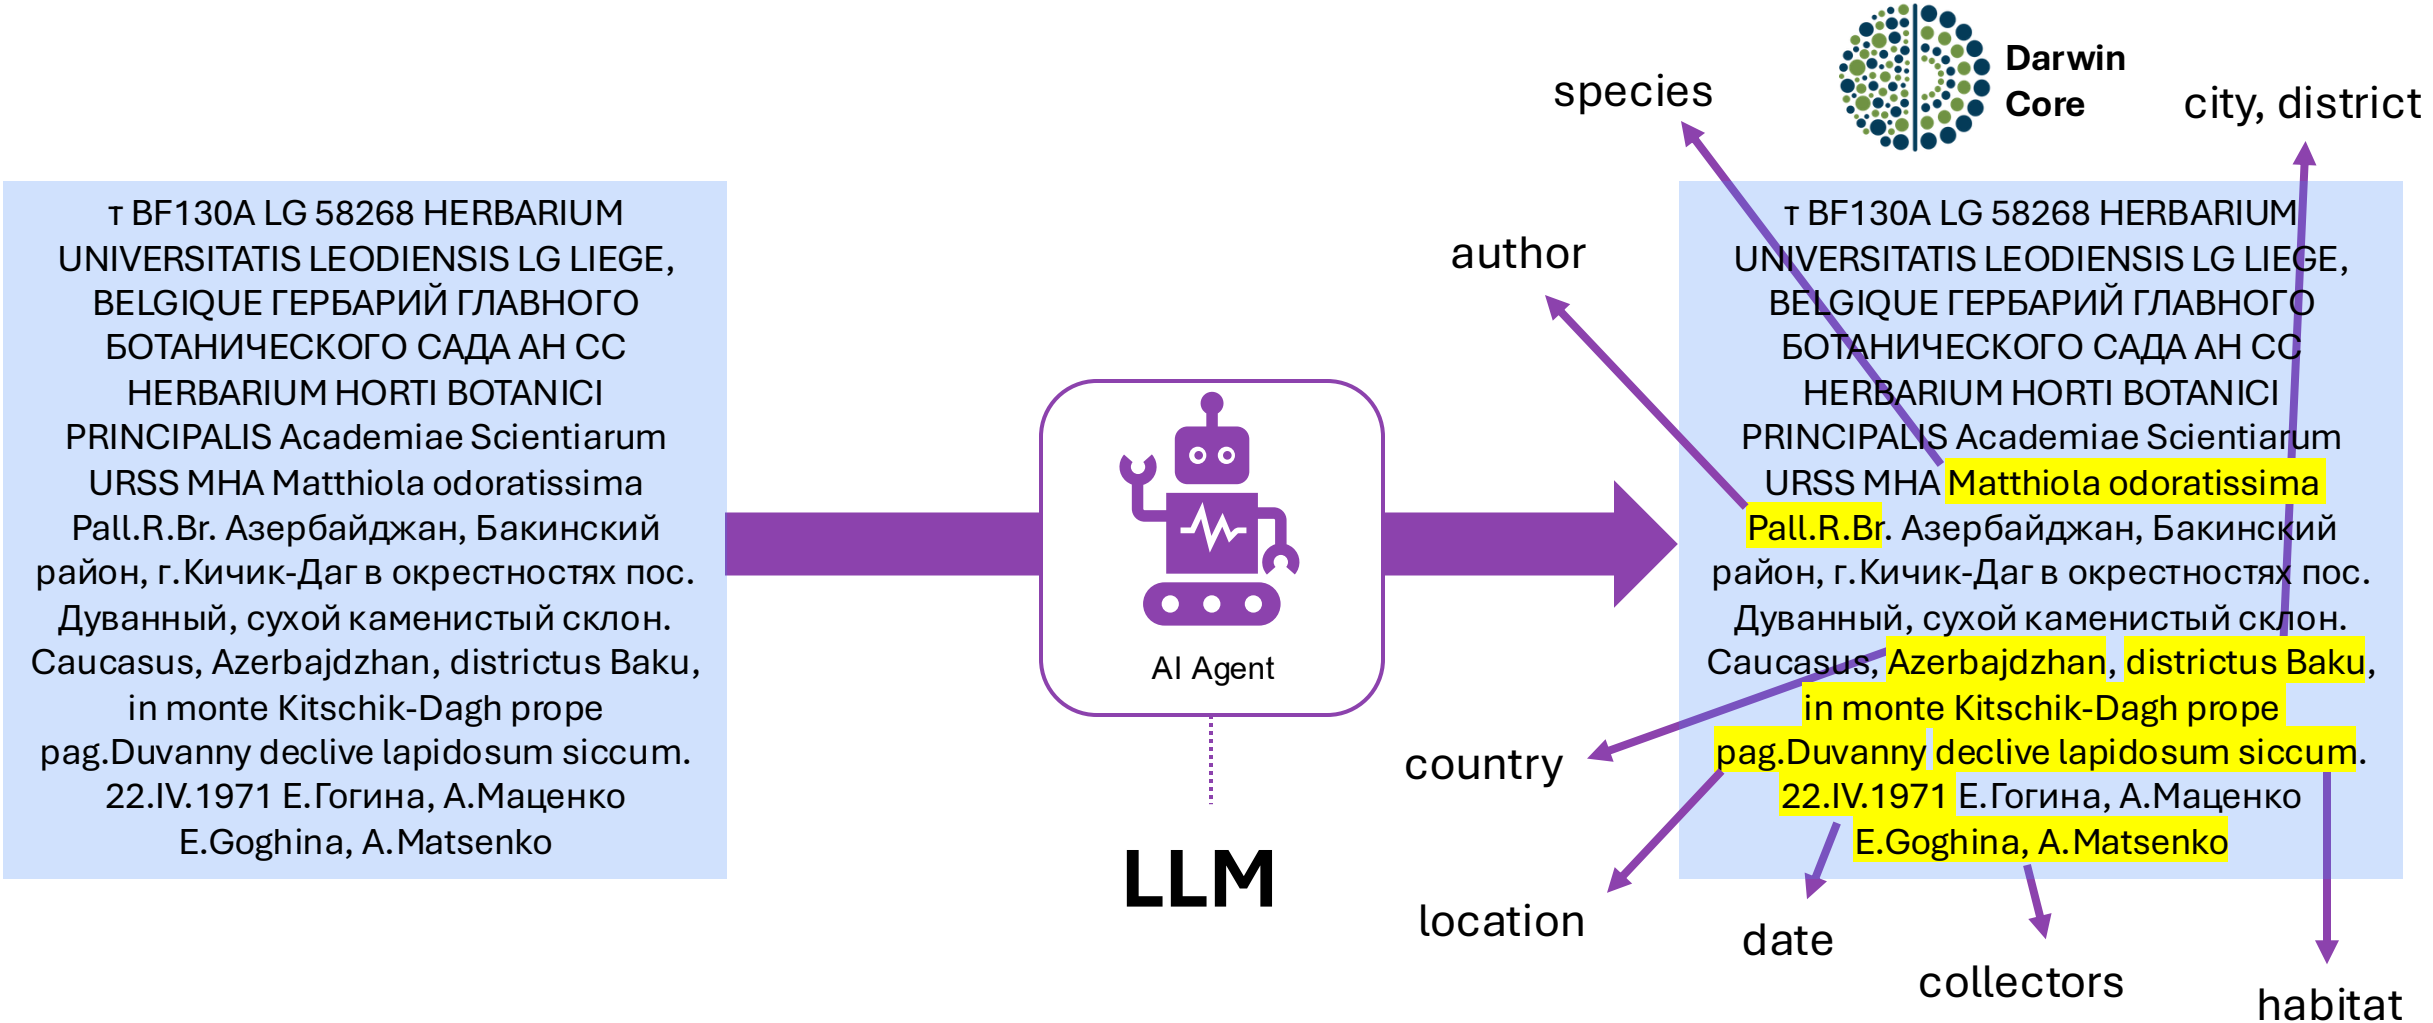 т BF130A LG 58268 HERBARIUM
UNIVERSITATIS LEODIENSIS LG LIEGE,
BELGIQUE ГЕРБАРИЙ ГЛАВНОГО
БОТАНИЧЕСКОГО САДА АН СС
HERBARIUM HORTI BOTANICI
PRINCIPALIS Academiae Scientiarum
URSS MHA Matthiola odoratissima
Pall.R.Br. Азербайджан, Бакинский
район, г.Кичик-Даг в окрестностях пос.
Дуванный, сухой каменистый склон.
Caucasus, Azerbajdzhan, districtus Baku,
in monte Kitschik-Dagh prope
pag.Duvanny declive lapidosum siccum.
22.IV.1971 Е.Гогина, А.Маценко
E.Goghina, A.Matsenko
AI Agent
LLM
Darwin
Core
species
city, district
author
т BF130A LG 58268 HERBARIUM
UNIVERSITATIS LEODIENSIS LG LIEGE,
BELGIQUE ГЕРБАРИЙ ГЛАВНОГО
БОТАНИЧЕСКОГО САДА АН СС
HERBARIUM HORTI BOTANICI
PRINCIPALIS Academiae Scientiarum
URSS MHA Matthiola odoratissima
Pall.R.Br. Азербайджан, Бакинский
район, г.Кичик-Даг в окрестностях пос.
Дуванный, сухой каменистый склон.
Caucasus, Azerbajdzhan, districtus Baku,
in monte Kitschik-Dagh prope
pag.Duvanny declive lapidosum siccum.
22.IV.1971 Е.Гогина, А.Маценко
E.Goghina, A.Matsenko
country
location
date
collectors
habitat